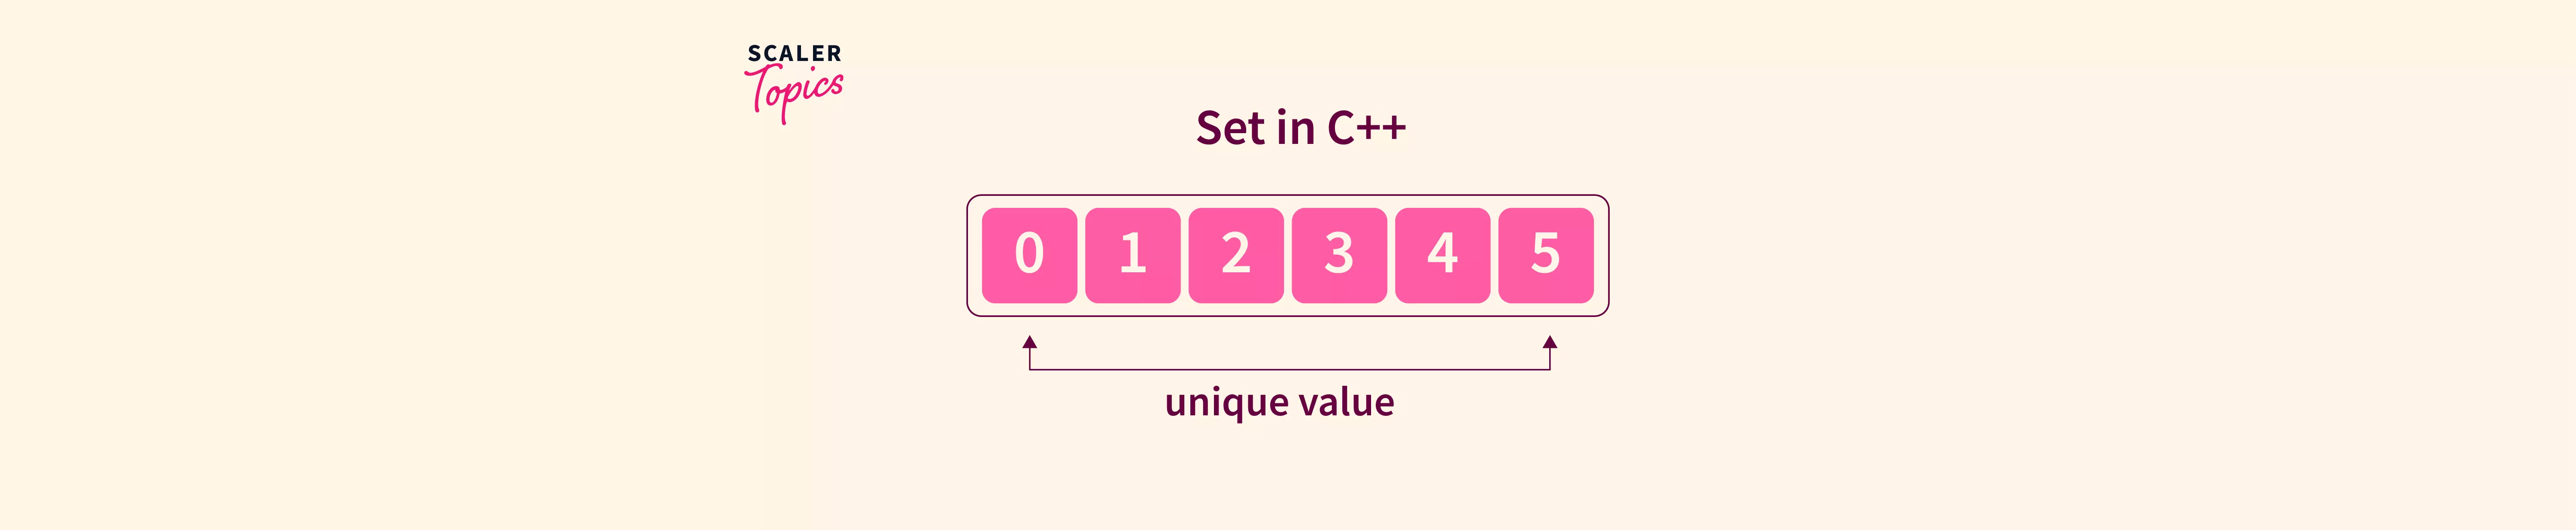 SCALER
Topics
Set in C++
0 1 2 3 4 5
unique value